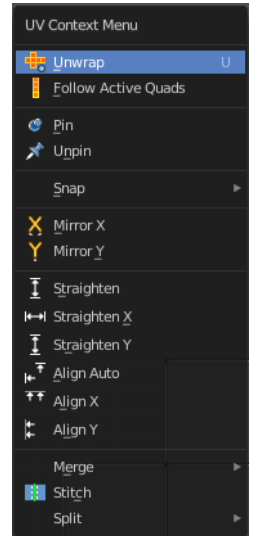 UV Context Menu
Unwrap U
Follow Active Quads
Pin
Unpin
Snap
Mirror X
Mirror Y
Straighten
Straighten X
Straighten Y
Align Auto
Align X
Align Y
Merge
Stitch
Split